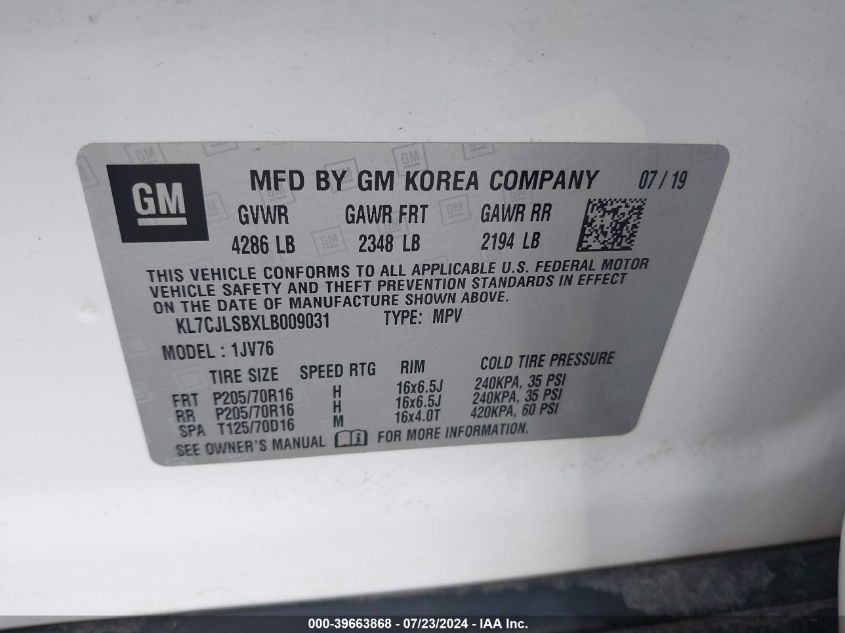 GM MFD BY GM KOREA COMPANY 07/19
GVWR GAWR FRT GAWR RR
4286 LB 2348 LB 2194 LB
THIS VEHICLE CONFORMS TO ALL APPLICABLE U.S. FEDERAL MOTOR
VEHICLE SAFETY AND THEFT PREVENTION STANDARDS IN EFFECT
ON THE DATE OF MANUFACTURE SHOWN ABOVE.
KL7CJLSBXLB009031 TYPE: MPV
MODEL : 1JV76
TIRE SIZE SPEED RTG RIM COLD TIRE PRESSURE
FRT P205/70R16 H 16x6.5J 240KPA, 35 PSI
RR P205/70R16 H 16x6.5J 240KPA, 35 PSI
SPA T125/70D16 M 16x4.0T 420KPA, 60 PSI
SEE OWNER'S MANUAL FOR MORE INFORMATION.
000-39663868 / 07/23/2024 - IAA Inc.